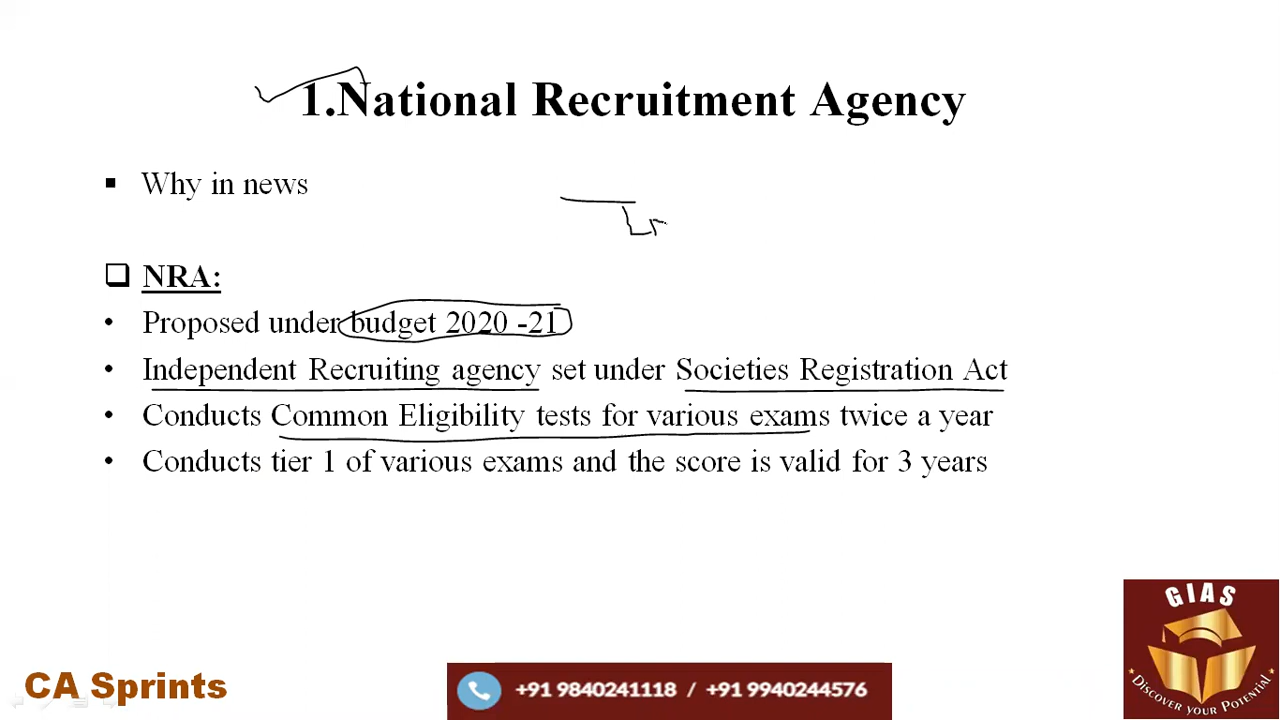 1.National Recruitment Agency
▪ Why in news
❑ NRA:
• Proposed under budget 2020 -21
• Independent Recruiting agency set under Societies Registration Act
• Conducts Common Eligibility tests for various exams twice a year
• Conducts tier 1 of various exams and the score is valid for 3 years
GIAS
DISCOVER YOUR POTENTIAL
CA Sprints
+91 9840241118 / +91 9940244576